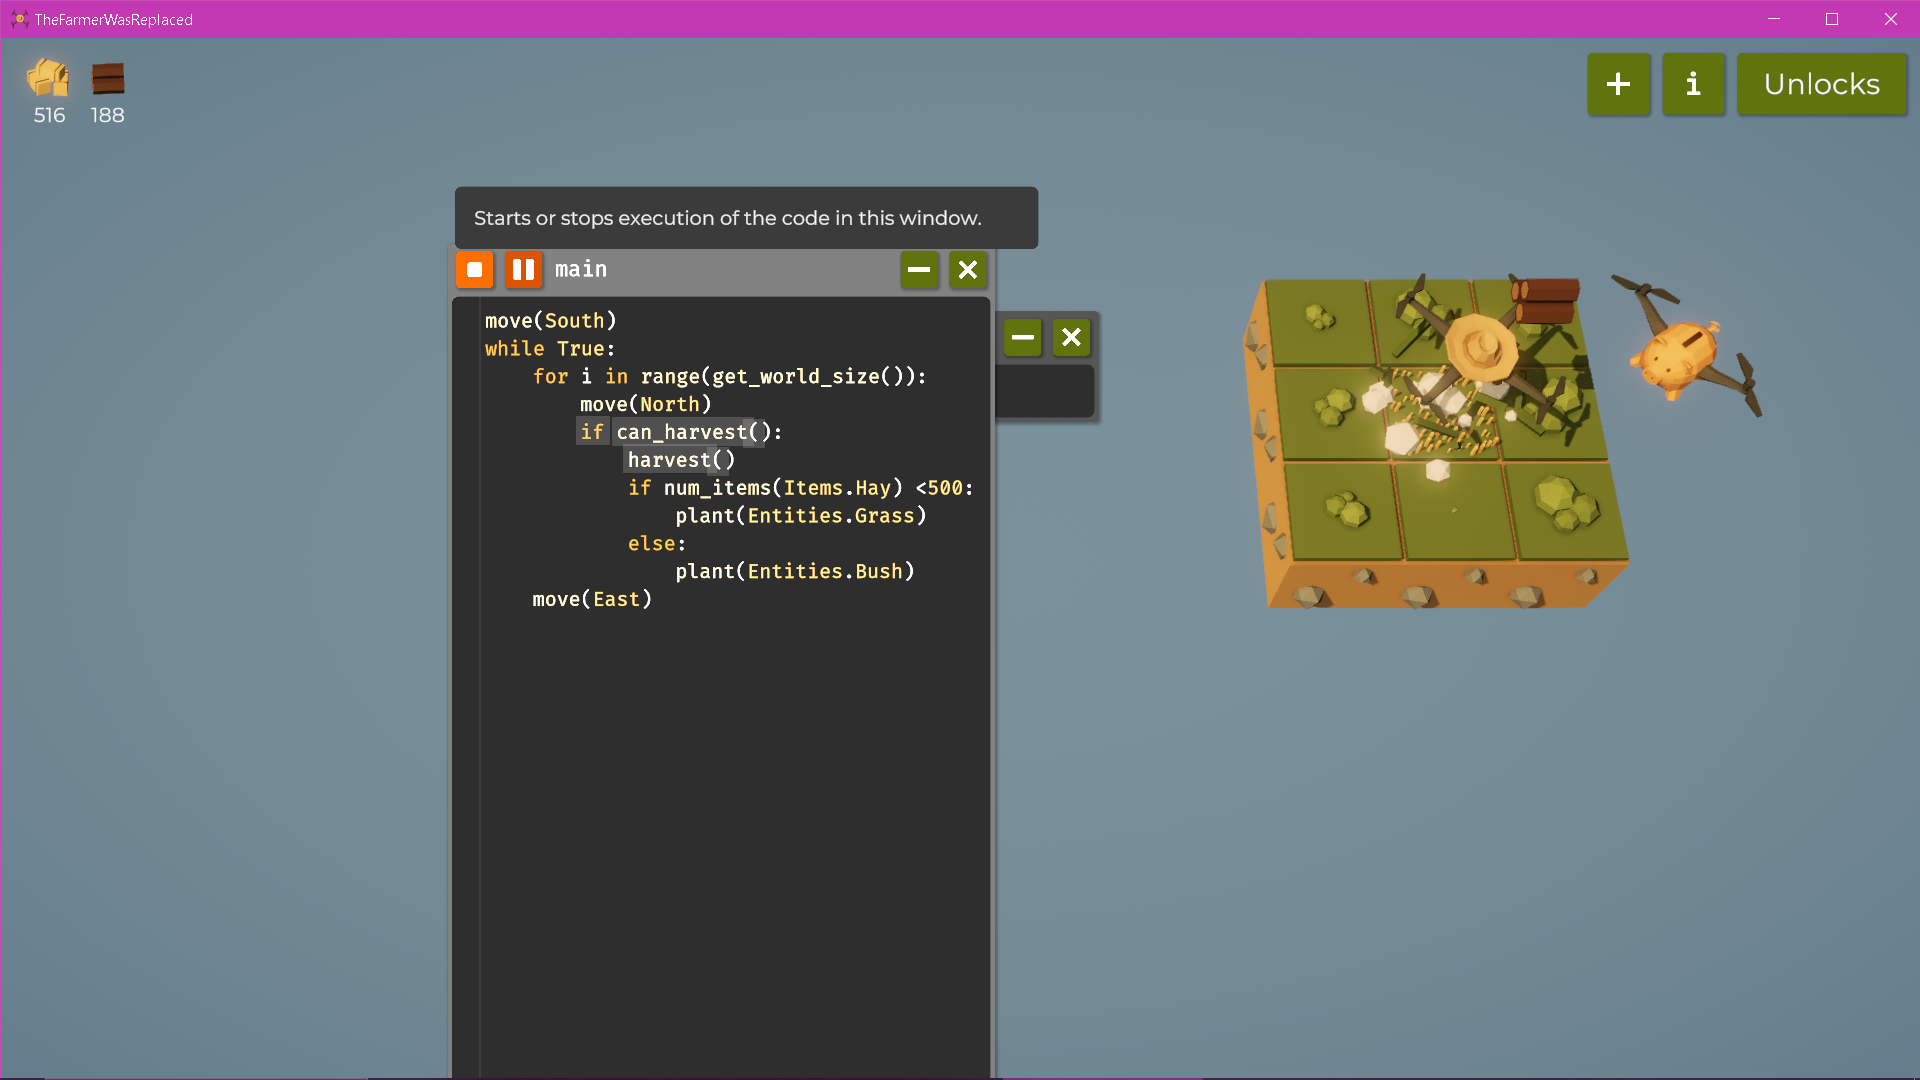 TheFarmerWasReplaced
516 188
+ i Unlocks
Starts or stops execution of the code in this window.
main
move(South)
while True:
for i in range(get_world_size()):
move(North)
if can_harvest():
harvest()
if num_items(Items.Hay) <500:
plant(Entities.Grass)
else:
plant(Entities.Bush)
move(East)